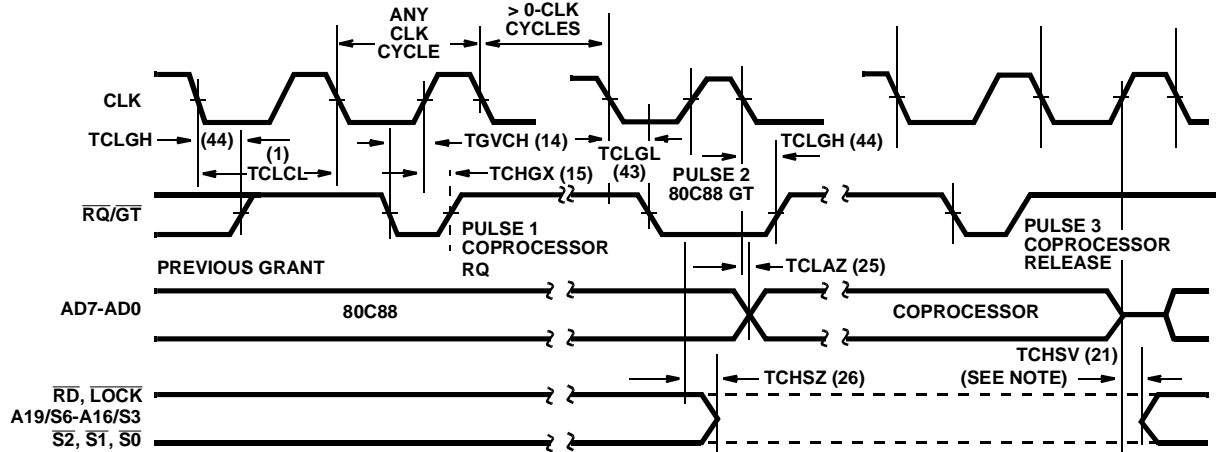 ANY
CLK
CYCLE
> 0-CLK
CYCLES
CLK
TCLGH
(44)
(1)
TCLCL
TGVCH (14)
TCHGX (15)
TCLGL
(43)
PULSE 2
80C88 GT
TCLGH (44)
RQ/GT
PULSE 1
COPROCESSOR
RQ
PULSE 3
COPROCESSOR
RELEASE
PREVIOUS GRANT
TCLAZ (25)
AD7-AD0
80C88
COPROCESSOR
TCHSV (21)
(SEE NOTE)
TCHSZ (26)
RD, LOCK
A19/S6-A16/S3
S2, S1, S0